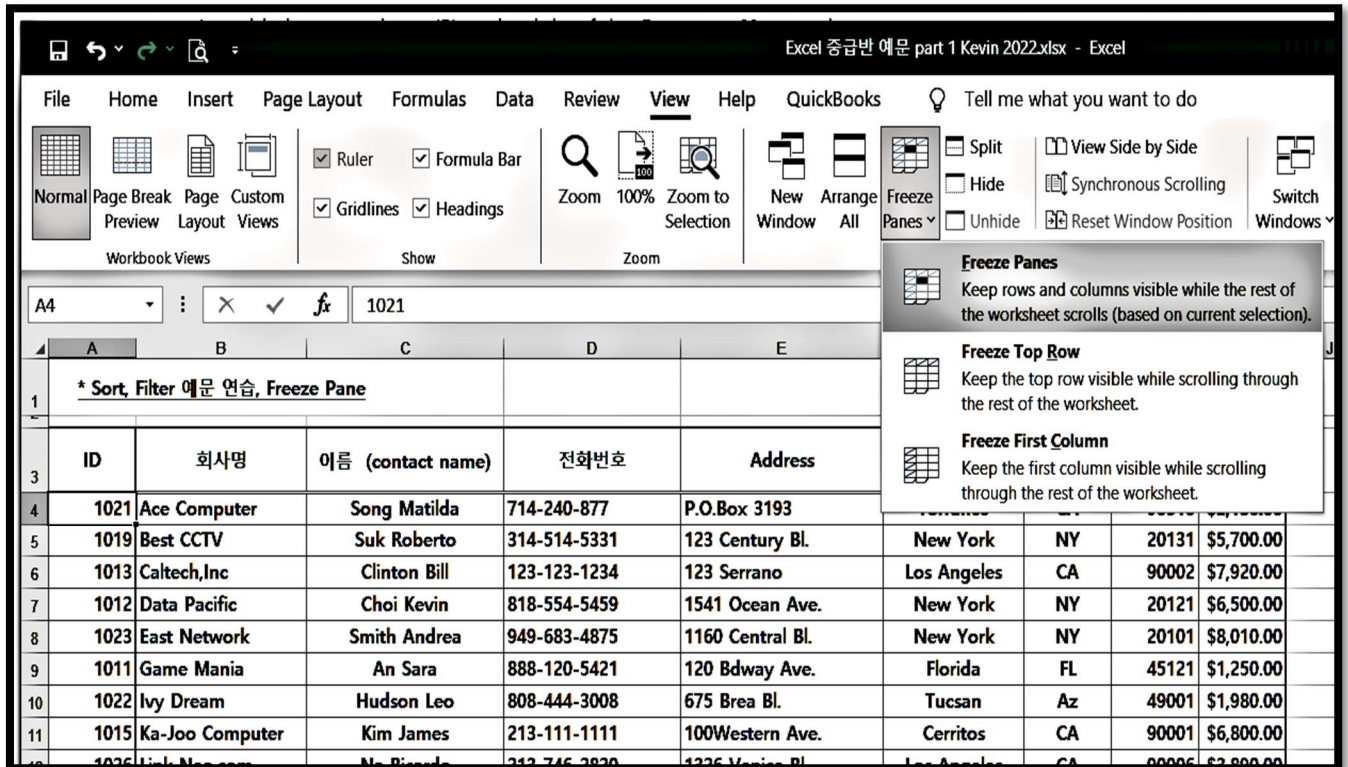 Excel 중급반 예문 part 1 Kevin 2022.xlsx - Excel
File Home Insert Page Layout Formulas Data Review View Help QuickBooks Tell me what you want to do
Normal Page Break Preview Page Layout Custom Views
Workbook Views
Ruler Formula Bar
Gridlines Headings
Show
Zoom 100% Zoom to Selection
Zoom
New Window Arrange All Freeze Panes
Split
Hide
Unhide
View Side by Side
Synchronous Scrolling
Reset Window Position
Switch Windows
Freeze Panes
Keep rows and columns visible while the rest of
the worksheet scrolls (based on current selection).
Freeze Top Row
Keep the top row visible while scrolling through
the rest of the worksheet.
Freeze First Column
Keep the first column visible while scrolling
through the rest of the worksheet.
A4 fx 1021
A B C D E J
1 * Sort, Filter 예문 연습, Freeze Pane
3 ID 회사명 이름 (contact name) 전화번호 Address
4 1021 Ace Computer Song Matilda 714-240-877 P.O.Box 3193
5 1019 Best CCTV Suk Roberto 314-514-5331 123 Century Bl. New York NY 20131 $5,700.00
6 1013 Caltech,Inc Clinton Bill 123-123-1234 123 Serrano Los Angeles CA 90002 $7,920.00
7 1012 Data Pacific Choi Kevin 818-554-5459 1541 Ocean Ave. New York NY 20121 $6,500.00
8 1023 East Network Smith Andrea 949-683-4875 1160 Central Bl. New York NY 20101 $8,010.00
9 1011 Game Mania An Sara 888-120-5421 120 Bdway Ave. Florida FL 45121 $1,250.00
10 1022 Ivy Dream Hudson Leo 808-444-3008 675 Brea Bl. Tucsan Az 49001 $1,980.00
11 1015 Ka-Joo Computer Kim James 213-111-1111 100Western Ave. Cerritos CA 90001 $6,800.00